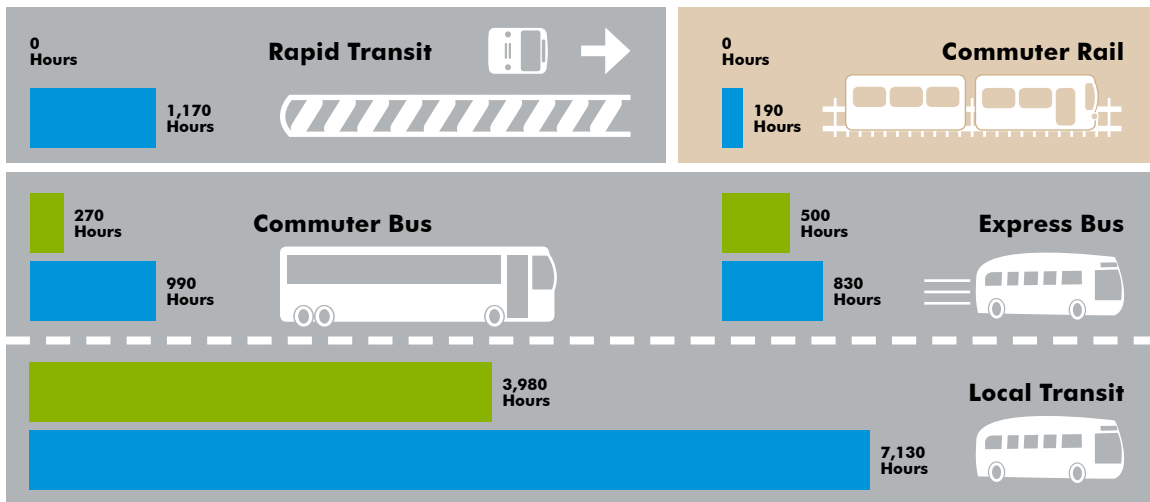 0
Hours
Rapid Transit
1,170
Hours
0
Hours
Commuter Rail
190
Hours
270
Hours
Commuter Bus
990
Hours
500
Hours
Express Bus
830
Hours
3,980
Hours
Local Transit
7,130
Hours